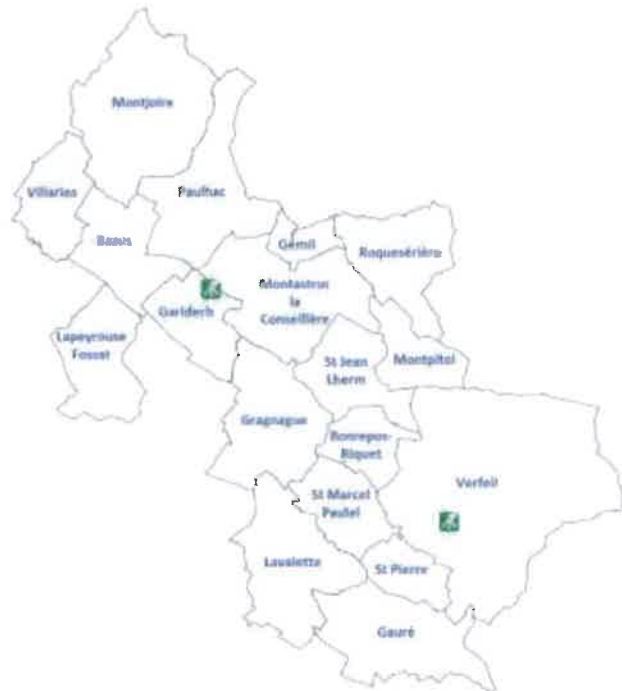 Montjoire
Villaries
Paulhac
Bazus
Gémil
Roquesérière
Montastruc
la
Conseillère
Garidech
Lapeyrouse
Fossat
St Jean
Lherm
Montpitol
Gragnague
Bonrepos-
Riquet
Verfeil
St Marcel
Paulel
Lavalette
St Pierre
Gauré